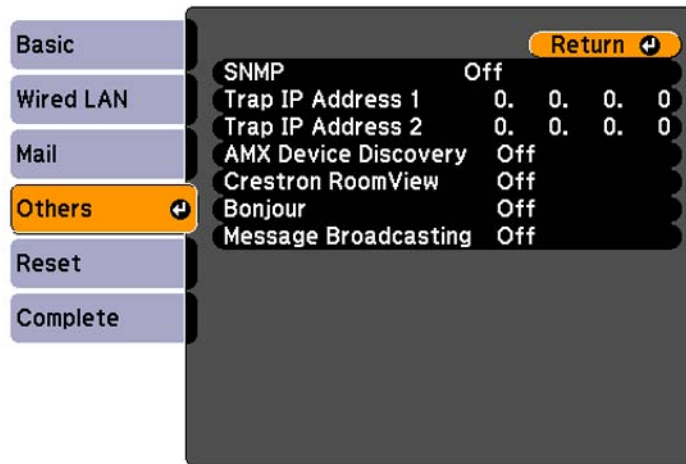 Basic
Wired LAN
Mail
Others
Reset
Complete
Return
SNMP Off
Trap IP Address 1 0. 0. 0. 0
Trap IP Address 2 0. 0. 0. 0
AMX Device Discovery Off
Crestron RoomView Off
Bonjour Off
Message Broadcasting Off